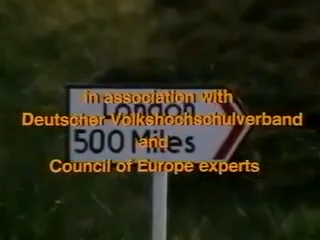 in association with
London
Deutscher Volkshochschulverband
and
500 Miles
Council of Europe experts